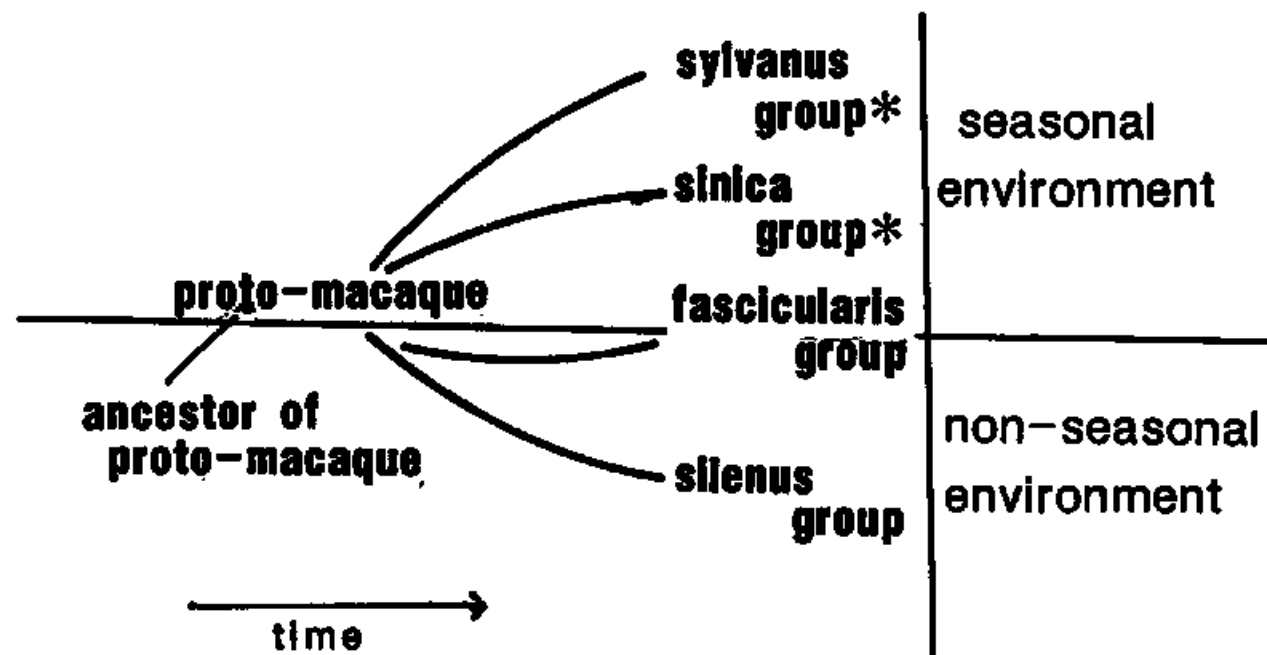 sylvanus
group*
seasonal
environment
sinica
group*
proto-macaque
fascicularis
group
ancestor of
proto-macaque
non-seasonal
environment
silenus
group
time